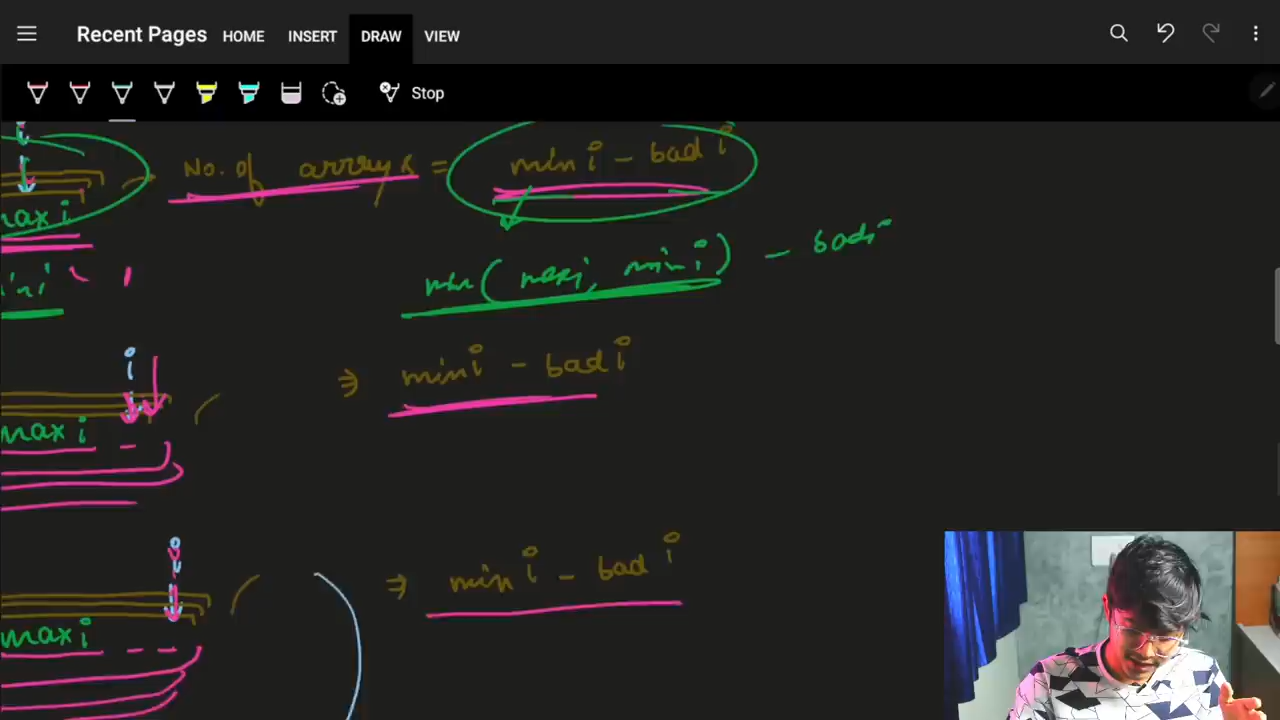 Recent Pages HOME INSERT DRAW VIEW
Stop
No. of arrays = mini - badi
maxi
mini
min(maxi, mini) - badi
i
⇒ mini - badi
maxi
i
⇒ mini - badi
maxi